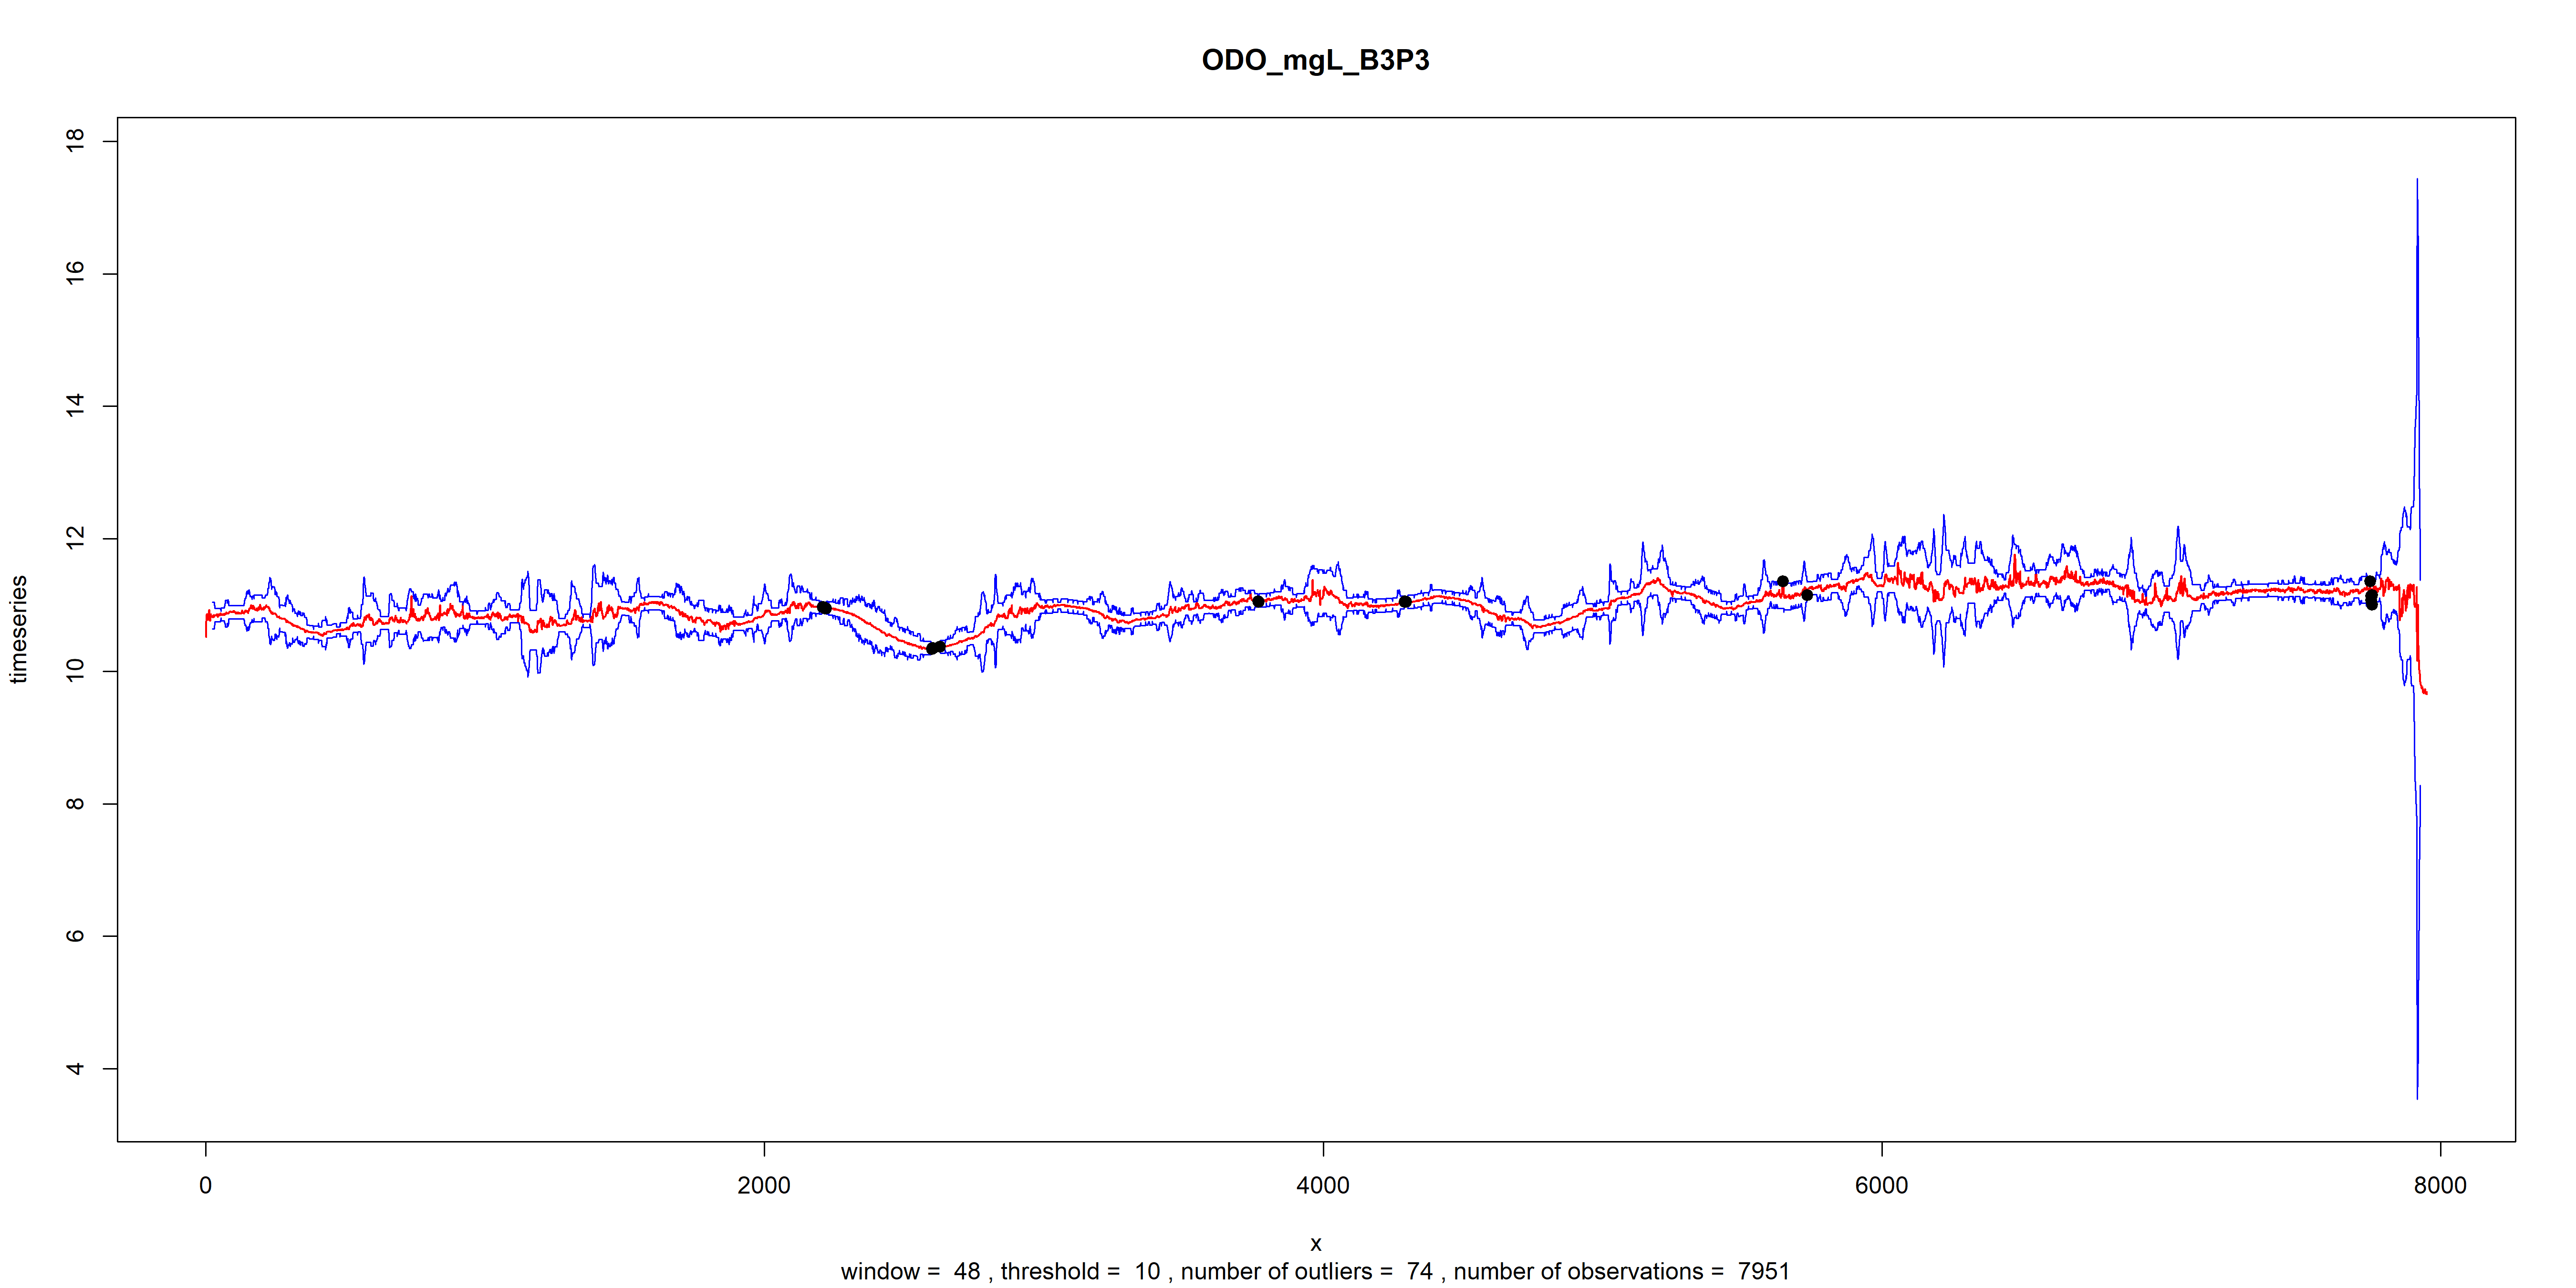 ODO_mgL_B3P3
18
16
14
12
10
8
6
4
timeseries
0 2000 4000 6000 8000
x
window =  48 , threshold =  10 , number of outliers =  74 , number of observations =  7951